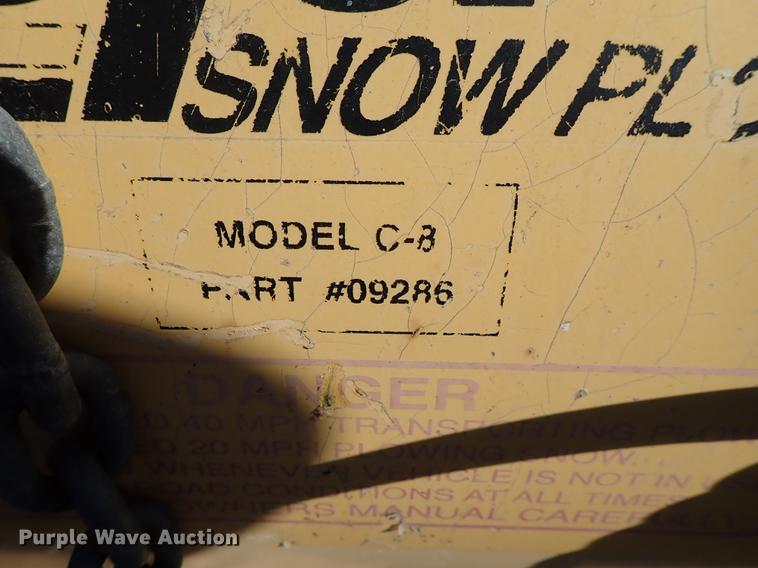 SNOW PL
MODEL C-8
PART #09286
DANGER
40 MPH TRANSPORTING
20 MPH PLOWING SNOW...
WHENEVER VEHICLE IS NOT IN
ROAD CONDITIONS AT ALL TIMES
OWNERS MANUAL CAREFULLY
Purple Wave Auction